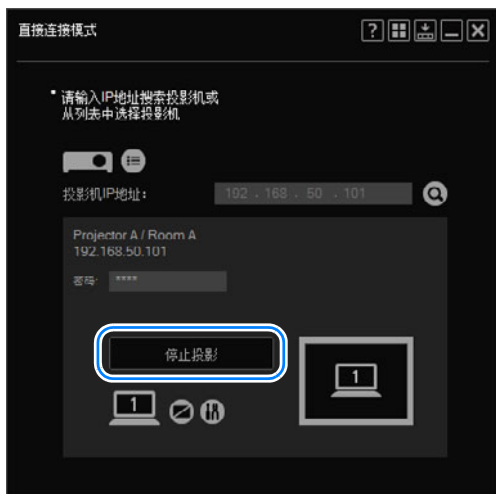 直接连接模式
?
请输入IP地址搜索投影机或
从列表中选择投影机
投影机IP地址:
192 . 168 . 50 . 101
Projector A / Room A
192.168.50.101
密码: ****
停止投影
1
1